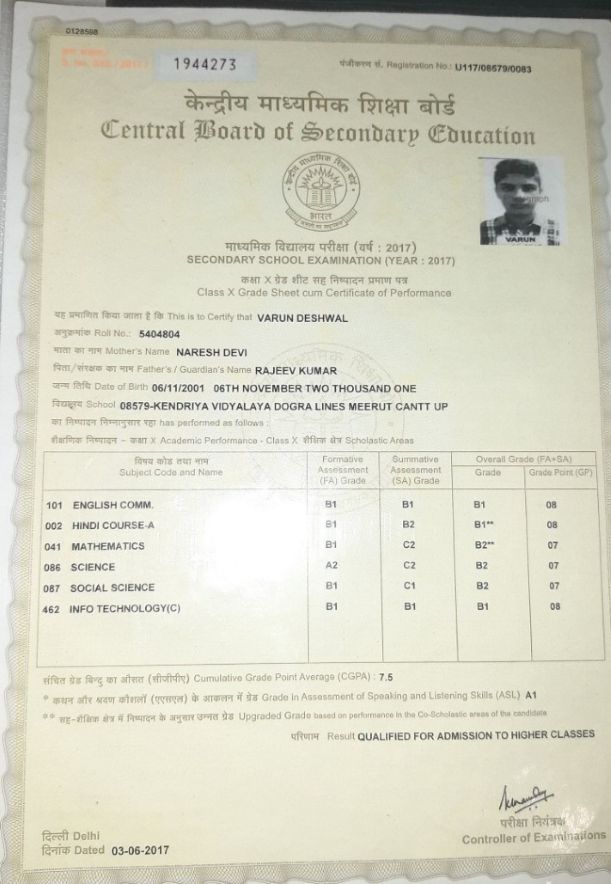 0128598
1944273
पंजीकरण सं. Registration No.: U117/08579/0083
केन्द्रीय माध्यमिक शिक्षा बोर्ड
Central Board of Secondary Education
भारत
VARUN
माध्यमिक विद्यालय परीक्षा (वर्ष : 2017)
SECONDARY SCHOOL EXAMINATION (YEAR : 2017)
कक्षा X ग्रेड शीट सह निष्पादन प्रमाण पत्र
Class X Grade Sheet cum Certificate of Performance
यह प्रमाणित किया जाता है कि This is to Certify that VARUN DESHWAL
अनुक्रमांक Roll No.: 5404804
माता का नाम Mother's Name NARESH DEVI
पिता/संरक्षक का नाम Father's / Guardian's Name RAJEEV KUMAR
जन्म तिथि Date of Birth 06/11/2001 06TH NOVEMBER TWO THOUSAND ONE
विद्यालय School 08579-KENDRIYA VIDYALAYA DOGRA LINES MEERUT CANTT UP
का निष्पादन निम्नानुसार रहा has performed as follows :
शैक्षणिक निष्पादन - कक्षा X Academic Performance - Class X शैक्षिक क्षेत्र Scholastic Areas
विषय कोड तथा नाम Subject Code and Name Formative Assessment (FA) Grade Summative Assessment (SA) Grade Overall Grade (FA+SA)
Grade Grade Point (GP)
101 ENGLISH COMM. B1 B1 B1 08
002 HINDI COURSE-A B1 B2 B1** 08
041 MATHEMATICS B1 C2 B2** 07
086 SCIENCE A2 C2 B2 07
087 SOCIAL SCIENCE B1 C1 B2 07
462 INFO TECHNOLOGY(C) B1 B1 B1 08
संचित ग्रेड बिन्दु का औसत (सीजीपीए) Cumulative Grade Point Average (CGPA) : 7.5
* कथन और श्रवण कौशलों (एएसएल) के आकलन में ग्रेड Grade in Assessment of Speaking and Listening Skills (ASL) A1
** सह-शैक्षिक क्षेत्र में निष्पादन के अनुसार उन्नत ग्रेड Upgraded Grade based on performance in the Co-Scholastic areas of the candidate
परिणाम Result QUALIFIED FOR ADMISSION TO HIGHER CLASSES
दिल्ली Delhi
दिनांक Dated 03-06-2017
परीक्षा नियंत्रक
Controller of Examinations